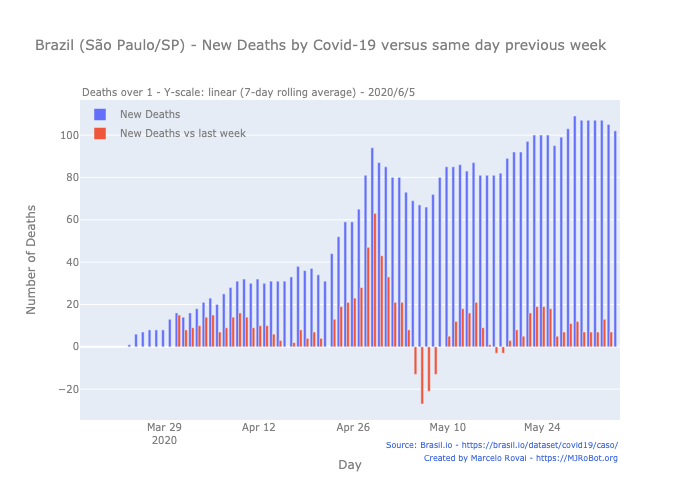 Brazil (São Paulo/SP) - New Deaths by Covid-19 versus same day previous week
Deaths over 1 - Y-scale: linear (7-day rolling average) - 2020/6/5
New Deaths
New Deaths vs last week
100
80
60
40
20
0
−20
Number of Deaths
Mar 29
2020
Apr 12
Apr 26
May 10
May 24
Day
Source: Brasil.io - https://brasil.io/dataset/covid19/caso/
Created by Marcelo Rovai - https://MJRoBot.org